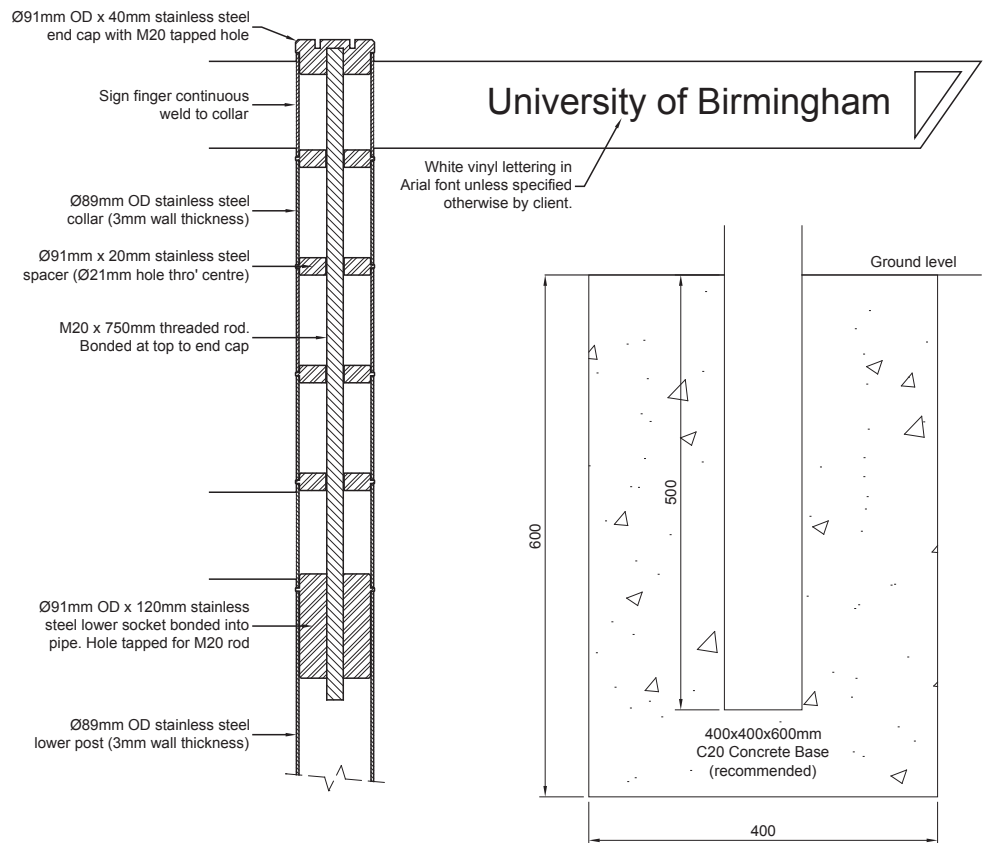 Ø91mm OD x 40mm stainless steel
end cap with M20 tapped hole
Sign finger continuous
weld to collar
University of Birmingham
White vinyl lettering in
Arial font unless specified
otherwise by client.
Ø89mm OD stainless steel
collar (3mm wall thickness)
Ø91mm x 20mm stainless steel
spacer (Ø21mm hole thro' centre)
Ground level
M20 x 750mm threaded rod.
Bonded at top to end cap
500
600
Ø91mm OD x 120mm stainless
steel lower socket bonded into
pipe. Hole tapped for M20 rod
Ø89mm OD stainless steel
lower post (3mm wall thickness)
400x400x600mm
C20 Concrete Base
(recommended)
400